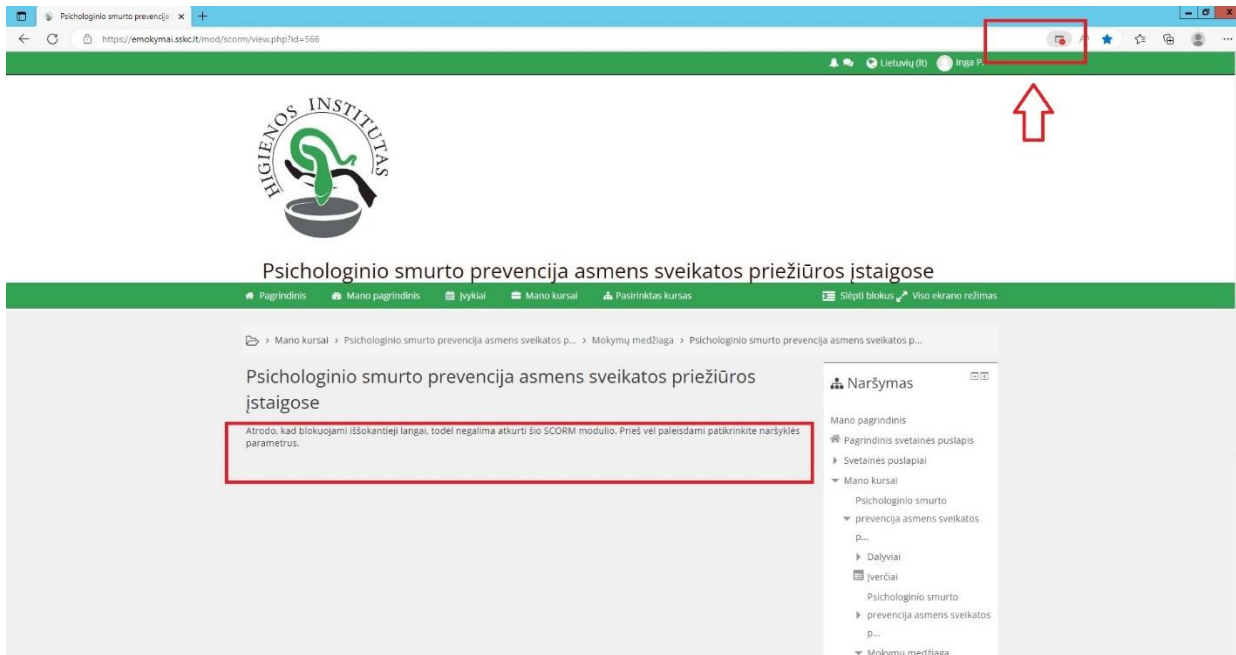 Psichologinio smurto prevencija
https://emokymai.sskc.lt/mod/scorm/view.php?id=566
Lietuvių (lt)
Inga P.
HIGIENOS INSTITUTAS
Psichologinio smurto prevencija asmens sveikatos priežiūros įstaigose
Pagrindinis Mano pagrindinis Įvykiai Mano kursai Pasirinktas kursas Slėpti blokus Viso ekrano režimas
> Mano kursai > Psichologinio smurto prevencija asmens sveikatos p... > Mokymų medžiaga > Psichologinio smurto prevencija asmens sveikatos p...
Psichologinio smurto prevencija asmens sveikatos priežiūros
įstaigose
Atrodo, kad blokuojami iššokantieji langai, todėl negalima atkurti šio SCORM modulio. Prieš vėl paleisdami patikrinkite naršyklės
parametrus.
Naršymas
Mano pagrindinis
Pagrindinis svetainės puslapis
Svetainės puslapiai
Mano kursai
Psichologinio smurto
prevencija asmens sveikatos
p...
Dalyviai
Įverčiai
Psichologinio smurto
prevencija asmens sveikatos
p...
Mokymų medžiaga